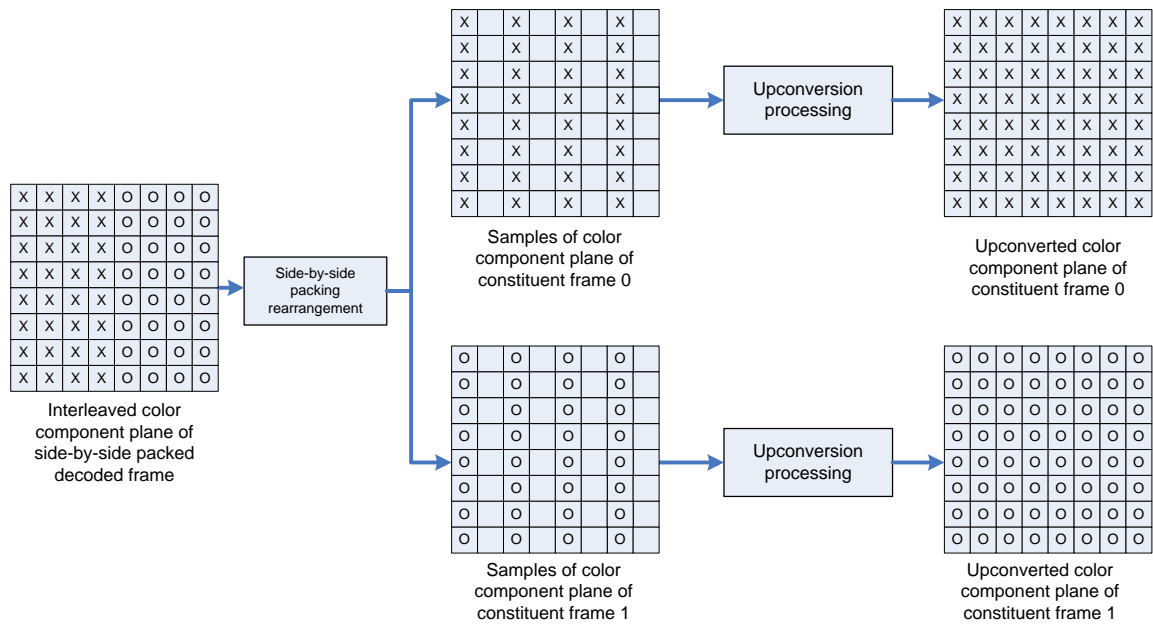 X X X X O O O O
X X X X O O O O
X X X X O O O O
X X X X O O O O
X X X X O O O O
X X X X O O O O
X X X X O O O O
X X X X O O O O
Interleaved color
component plane of
side-by-side packed
decoded frame
Side-by-side
packing
rearrangement
X X X X
X X X X
X X X X
X X X X
X X X X
X X X X
X X X X
X X X X
Samples of color
component plane of
constituent frame 0
Upconversion
processing
X X X X X X X X
X X X X X X X X
X X X X X X X X
X X X X X X X X
X X X X X X X X
X X X X X X X X
X X X X X X X X
X X X X X X X X
Upconverted color
component plane of
constituent frame 0
O O O O
O O O O
O O O O
O O O O
O O O O
O O O O
O O O O
O O O O
Samples of color
component plane of
constituent frame 1
Upconversion
processing
O O O O O O O O
O O O O O O O O
O O O O O O O O
O O O O O O O O
O O O O O O O O
O O O O O O O O
O O O O O O O O
O O O O O O O O
Upconverted color
component plane of
constituent frame 1